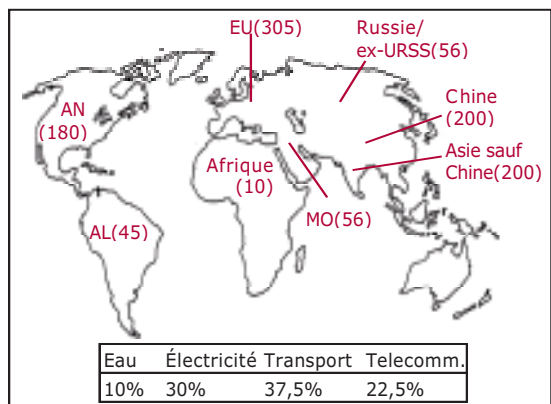 EU(305)
Russie/
ex-URSS(56)
AN
(180)
Chine
(200)
Afrique
(10)
Asie sauf
Chine(200)
MO(56)
AL(45)
Eau Électricité Transport Telecomm.
10% 30% 37,5% 22,5%